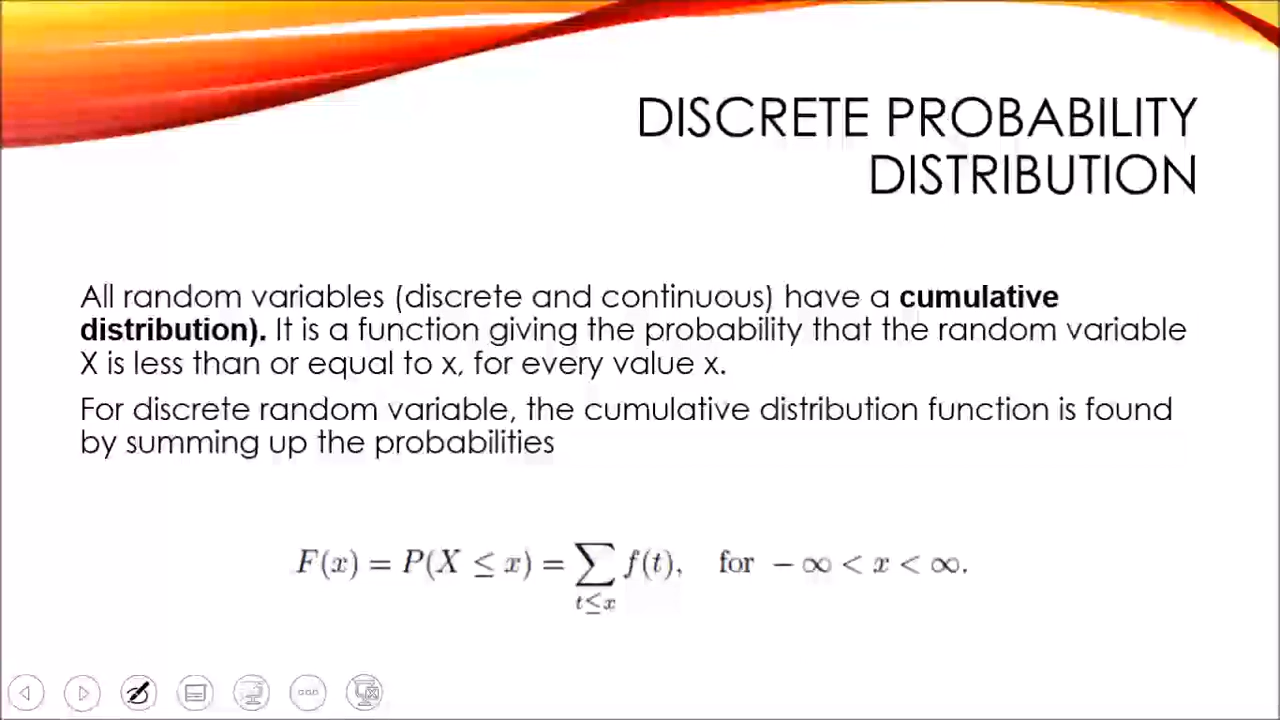 DISCRETE PROBABILITY
DISTRIBUTION
All random variables (discrete and continuous) have a cumulative
distribution). It is a function giving the probability that the random variable
X is less than or equal to x, for every value x.
For discrete random variable, the cumulative distribution function is found
by summing up the probabilities
F(x) = P(X ≤ x) = ∑ f(t), for − ∞ < x < ∞.
t≤x